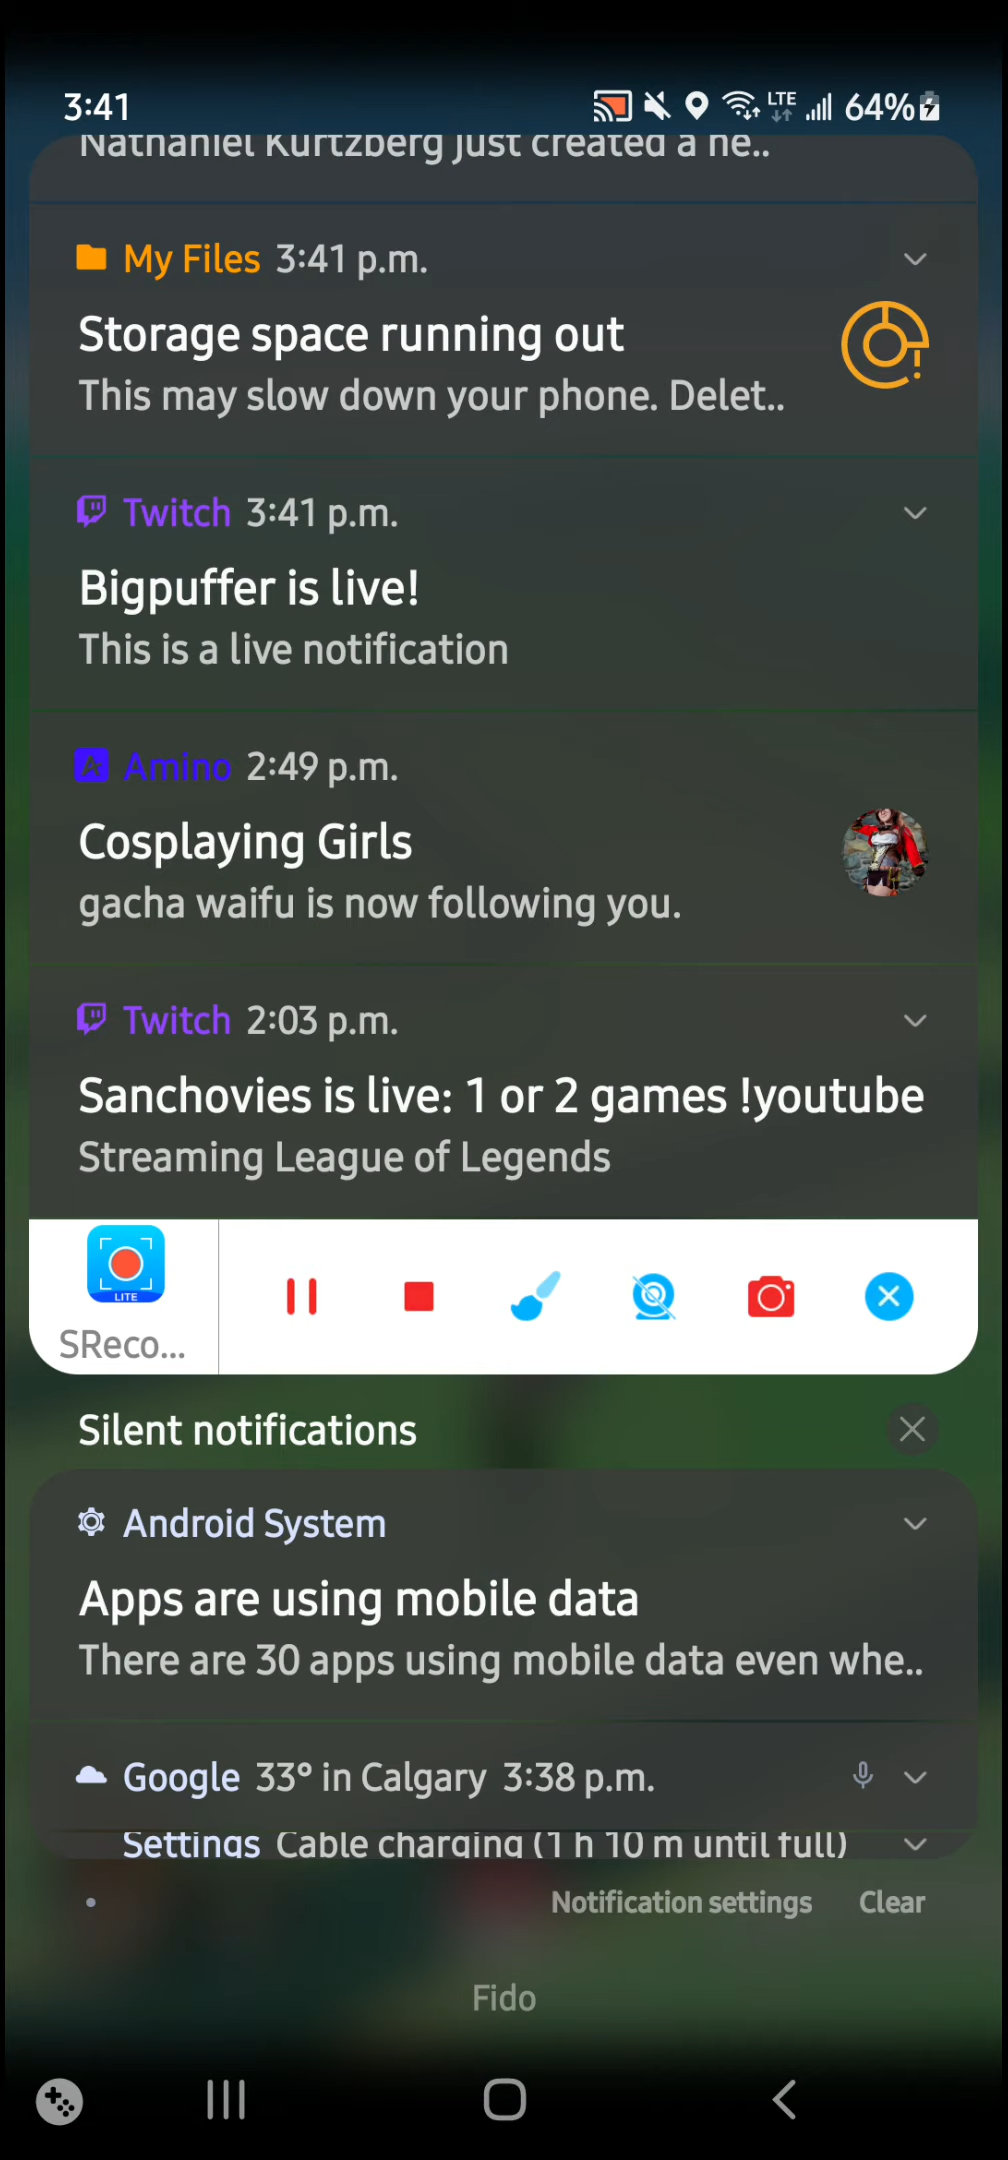 3:41 LTE 64%
Nathaniel Kurtzberg just created a ne..
My Files 3:41 p.m.
Storage space running out
This may slow down your phone. Delet..
Twitch 3:41 p.m.
Bigpuffer is live!
This is a live notification
Amino 2:49 p.m.
Cosplaying Girls
gacha waifu is now following you.
Twitch 2:03 p.m.
Sanchovies is live: 1 or 2 games !youtube
Streaming League of Legends
LITE
SReco...
Silent notifications
Android System
Apps are using mobile data
There are 30 apps using mobile data even whe..
Google 33° in Calgary 3:38 p.m.
Settings Cable charging (1 h 10 m until full)
Notification settings Clear
Fido